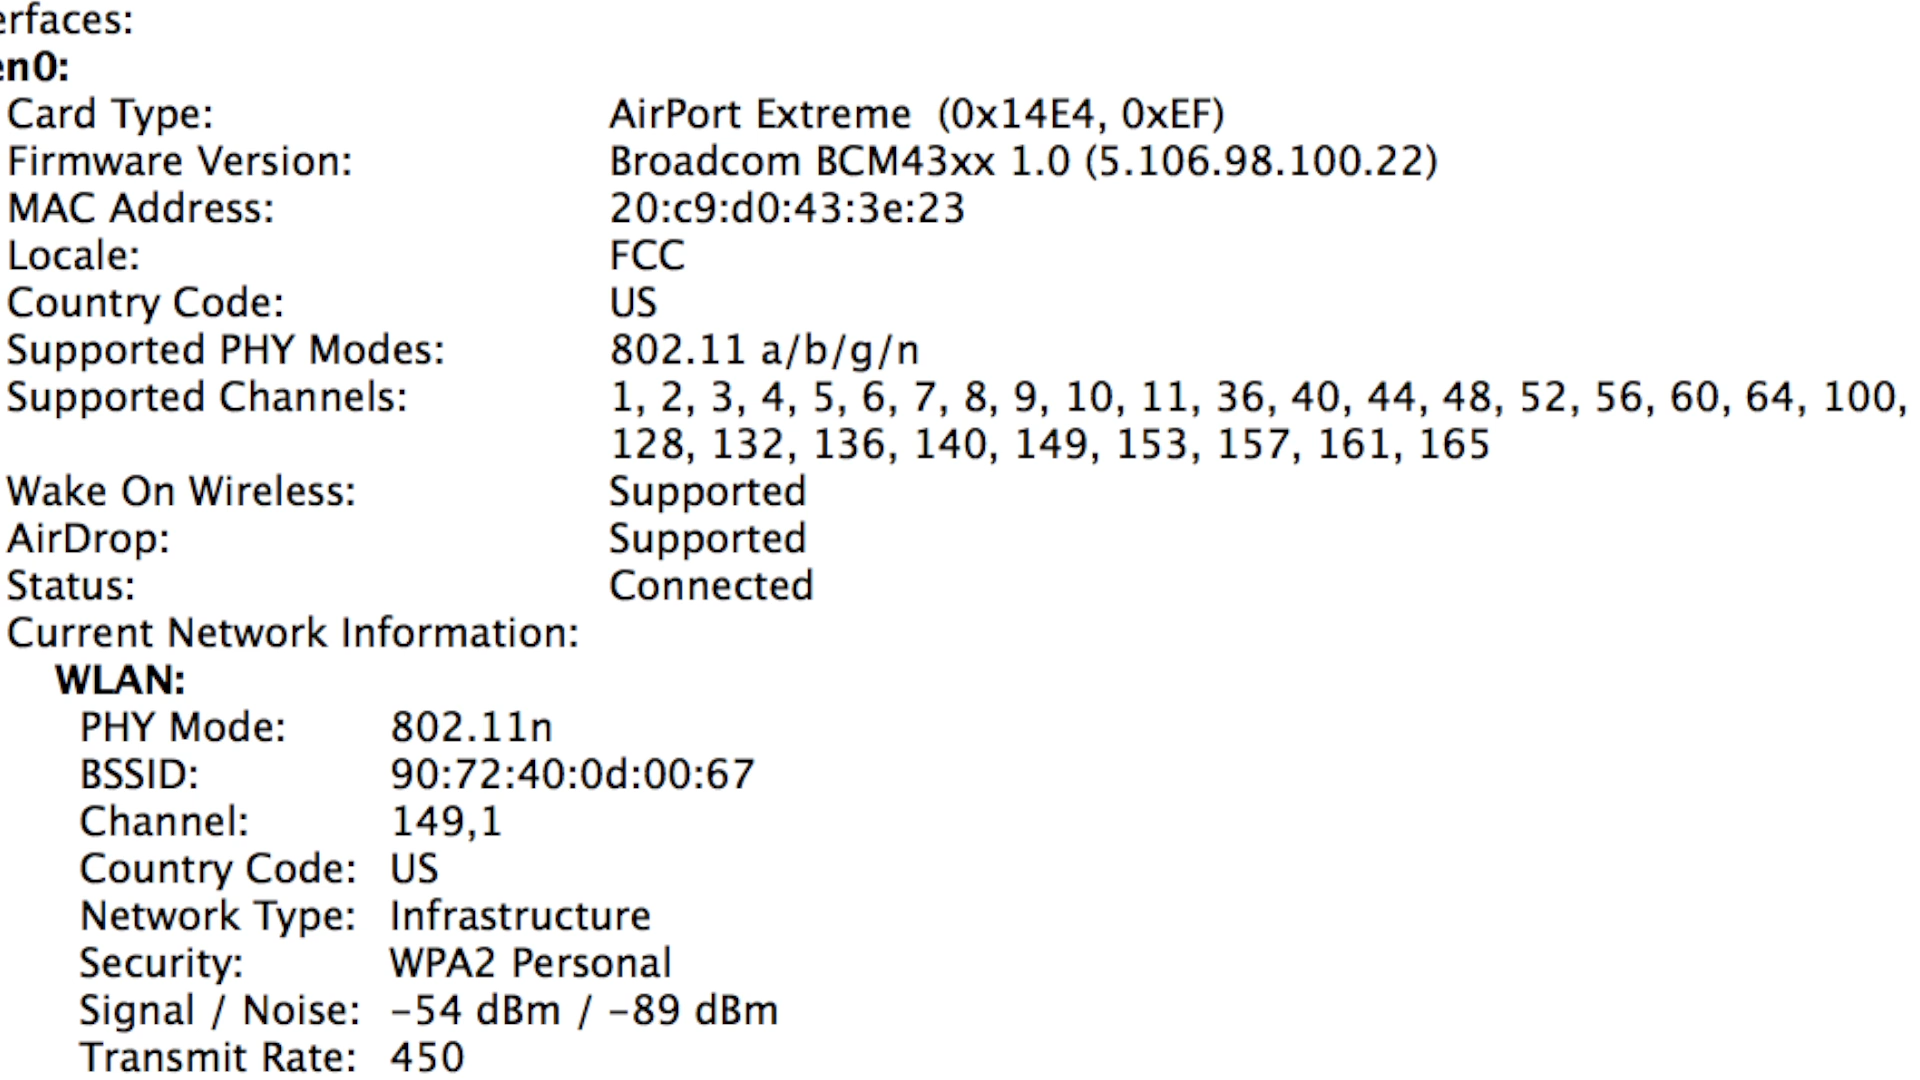 erfaces:
en0:
Card Type: AirPort Extreme (0x14E4, 0xEF)
Firmware Version: Broadcom BCM43xx 1.0 (5.106.98.100.22)
MAC Address: 20:c9:d0:43:3e:23
Locale: FCC
Country Code: US
Supported PHY Modes: 802.11 a/b/g/n
Supported Channels: 1, 2, 3, 4, 5, 6, 7, 8, 9, 10, 11, 36, 40, 44, 48, 52, 56, 60, 64, 100,
128, 132, 136, 140, 149, 153, 157, 161, 165
Wake On Wireless: Supported
AirDrop: Supported
Status: Connected
Current Network Information:
WLAN:
PHY Mode: 802.11n
BSSID: 90:72:40:0d:00:67
Channel: 149,1
Country Code: US
Network Type: Infrastructure
Security: WPA2 Personal
Signal / Noise: -54 dBm / -89 dBm
Transmit Rate: 450